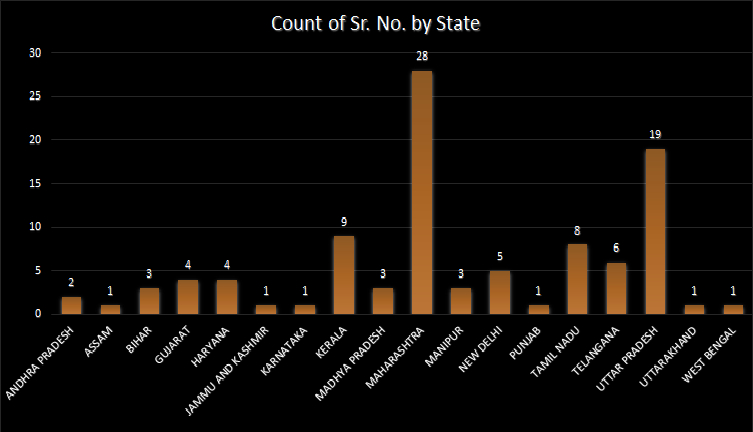 Count of Sr. No. by State
30
25
20
15
10
5
0
2
1
3
4
4
1
1
9
3
28
3
5
1
8
6
19
1
1
ANDHRA PRADESH
ASSAM
BIHAR
GUJARAT
HARYANA
JAMMU AND KASHMIR
KARNATAKA
KERALA
MADHYA PRADESH
MAHARASHTRA
MANIPUR
NEW DELHI
PUNJAB
TAMIL NADU
TELANGANA
UTTAR PRADESH
UTTARAKHAND
WEST BENGAL